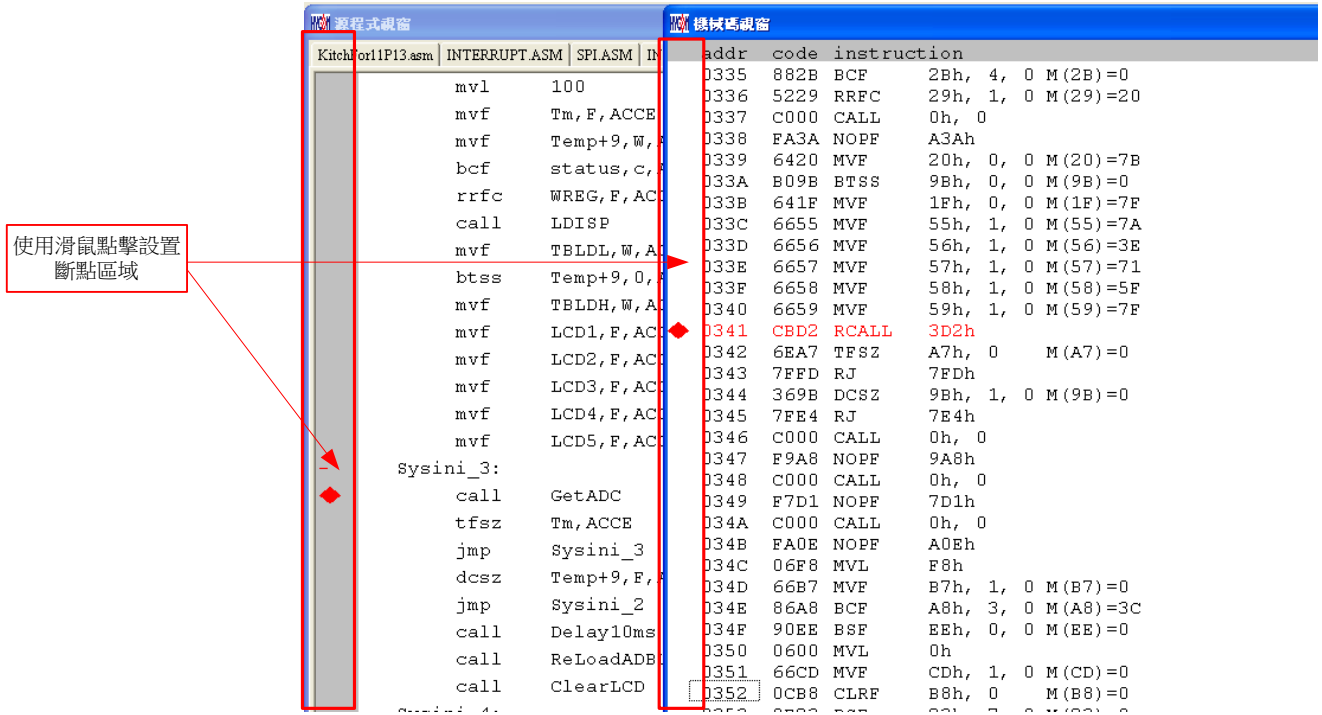 使用滑鼠點擊設置
斷點區域
源程式視窗
KitchFor11P13.asm INTERRUPT.ASM SPI.ASM
mvl 100
mvf Tm,F,ACCE
mvf Temp+9,W,
bcf status,c,
rrfc WREG,F,ACC
call LDISP
mvf TBLDL,W,AC
btss Temp+9,0,
mvf TBLDH,W,AC
mvf LCD1,F,ACC
mvf LCD2,F,ACC
mvf LCD3,F,ACC
mvf LCD4,F,ACC
mvf LCD5,F,ACC
Sysini_3:
call GetADC
tfsz Tm,ACCE
jmp Sysini_3
dcsz Temp+9,F,
jmp Sysini_2
call Delay10ms
call ReLoadADB
call ClearLCD
機械碼視窗
addr code instruction
0335 882B BCF 2Bh, 4, 0 M(2B)=0
0336 5229 RRFC 29h, 1, 0 M(29)=20
0337 C000 CALL 0h, 0
0338 FA3A NOPF A3Ah
0339 6420 MVF 20h, 0, 0 M(20)=7B
033A B09B BTSS 9Bh, 0, 0 M(9B)=0
033B 641F MVF 1Fh, 0, 0 M(1F)=7F
033C 6655 MVF 55h, 1, 0 M(55)=7A
033D 6656 MVF 56h, 1, 0 M(56)=3E
033E 6657 MVF 57h, 1, 0 M(57)=71
033F 6658 MVF 58h, 1, 0 M(58)=5F
0340 6659 MVF 59h, 1, 0 M(59)=7F
0341 CBD2 RCALL 3D2h
0342 6EA7 TFSZ A7h, 0 M(A7)=0
0343 7FFD RJ 7FDh
0344 369B DCSZ 9Bh, 1, 0 M(9B)=0
0345 7FE4 RJ 7E4h
0346 C000 CALL 0h, 0
0347 F9A8 NOPF 9A8h
0348 C000 CALL 0h, 0
0349 F7D1 NOPF 7D1h
034A C000 CALL 0h, 0
034B FA0E NOPF A0Eh
034C 06F8 MVL F8h
034D 66B7 MVF B7h, 1, 0 M(B7)=0
034E 86A8 BCF A8h, 3, 0 M(A8)=3C
034F 90EE BSF EEh, 0, 0 M(EE)=0
0350 0600 MVL 0h
0351 66CD MVF CDh, 1, 0 M(CD)=0
0352 0CB8 CLRF B8h, 0 M(B8)=0